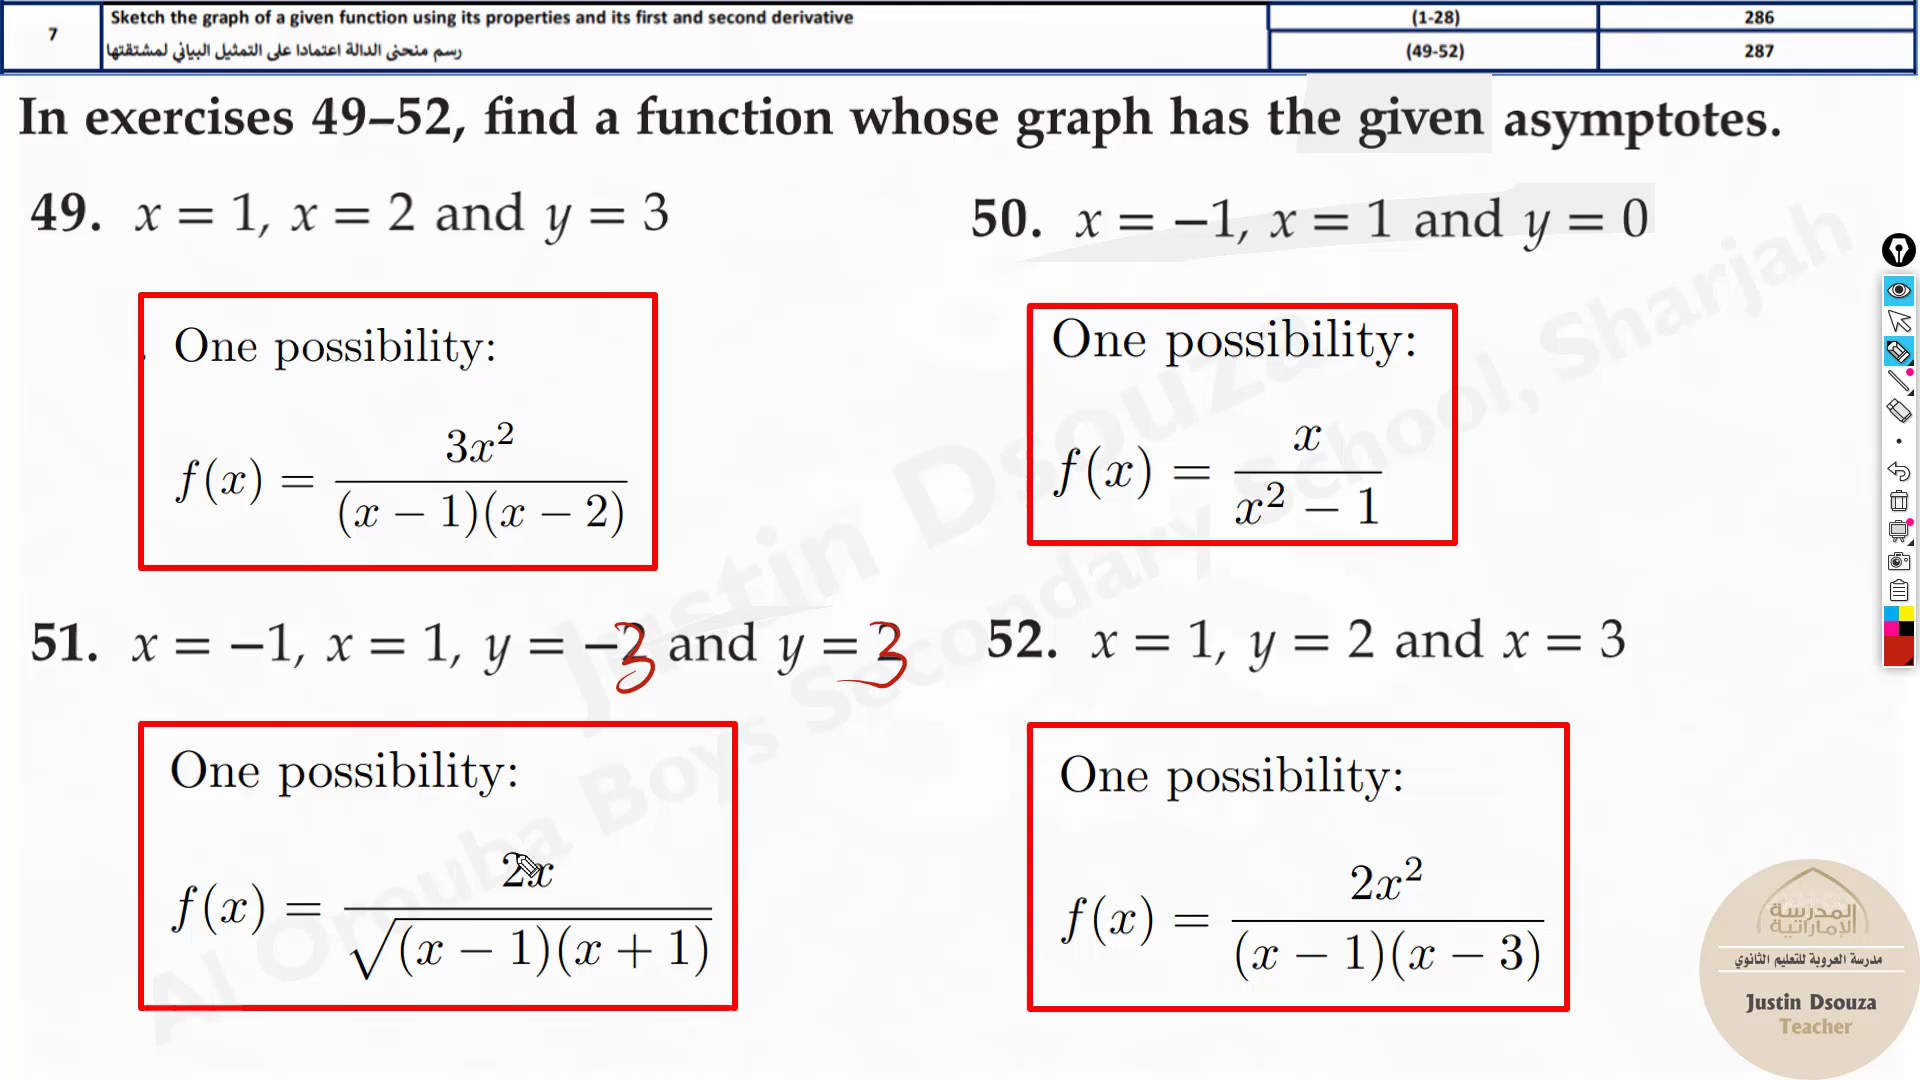 7
Sketch the graph of a given function using its properties and its first and second derivative
(1-28)
286
رسم منحنى الدالة اعتمادا على التمثيل البياني لمشتقتها
(49-52)
287
In exercises 49–52, find a function whose graph has the given asymptotes.
49. x = 1, x = 2 and y = 3
One possibility:
f(x) = 3x² / (x − 1)(x − 2)
50. x = −1, x = 1 and y = 0
One possibility:
f(x) = x / x² − 1
51. x = −1, x = 1, y = −2 and y = 2
3
3
One possibility:
f(x) = 2x / √(x − 1)(x + 1)
52. x = 1, y = 2 and x = 3
One possibility:
f(x) = 2x² / (x − 1)(x − 3)
Justin Dsouza
Al Orouba Boys Secondary School, Sharjah
المدرسة
الإماراتية
مدرسة العروبة للتعليم الثانوي
Justin Dsouza
Teacher